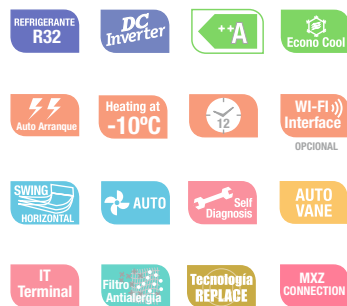 REFRIGERANTE
R32
DC
Inverter
++A
Econo Cool
Auto Arranque
Heating at
-10ºC
12
WI-FI
Interface
OPCIONAL
SWING
HORIZONTAL
AUTO
Self
Diagnosis
AUTO
VANE
IT
Terminal
Filtro
Antialergia
Tecnología
REPLACE
MXZ
CONNECTION